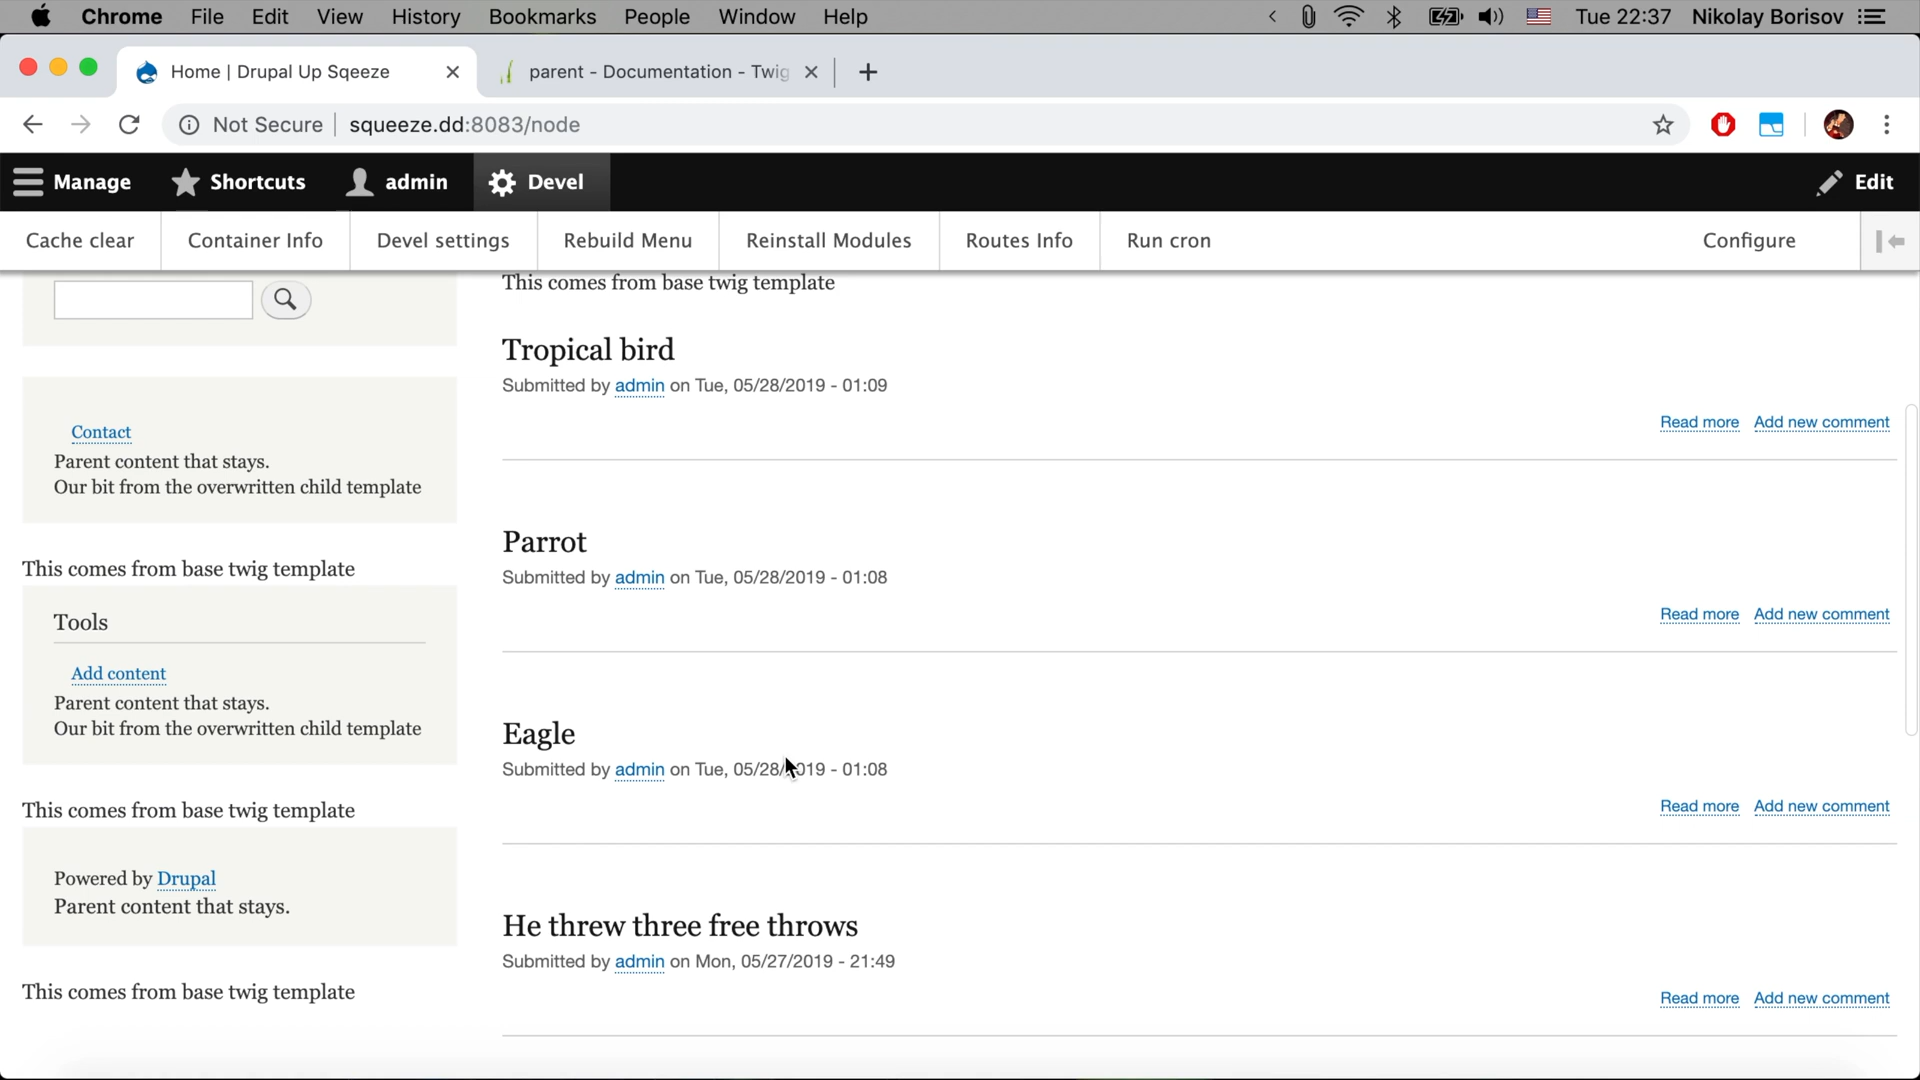 Chrome File Edit View History Bookmarks People Window Help Tue 22:37 Nikolay Borisov
Home | Drupal Up Sqeeze parent - Documentation - Twig
Not Secure squeeze.dd:8083/node
Manage Shortcuts admin Devel Edit
Cache clear Container Info Devel settings Rebuild Menu Reinstall Modules Routes Info Run cron Configure
Contact
Parent content that stays.
Our bit from the overwritten child template
This comes from base twig template
Tools
Add content
Parent content that stays.
Our bit from the overwritten child template
This comes from base twig template
Powered by Drupal
Parent content that stays.
This comes from base twig template
This comes from base twig template
Tropical bird
Submitted by admin on Tue, 05/28/2019 - 01:09
Read more Add new comment
Parrot
Submitted by admin on Tue, 05/28/2019 - 01:08
Read more Add new comment
Eagle
Submitted by admin on Tue, 05/28/2019 - 01:08
Read more Add new comment
He threw three free throws
Submitted by admin on Mon, 05/27/2019 - 21:49
Read more Add new comment